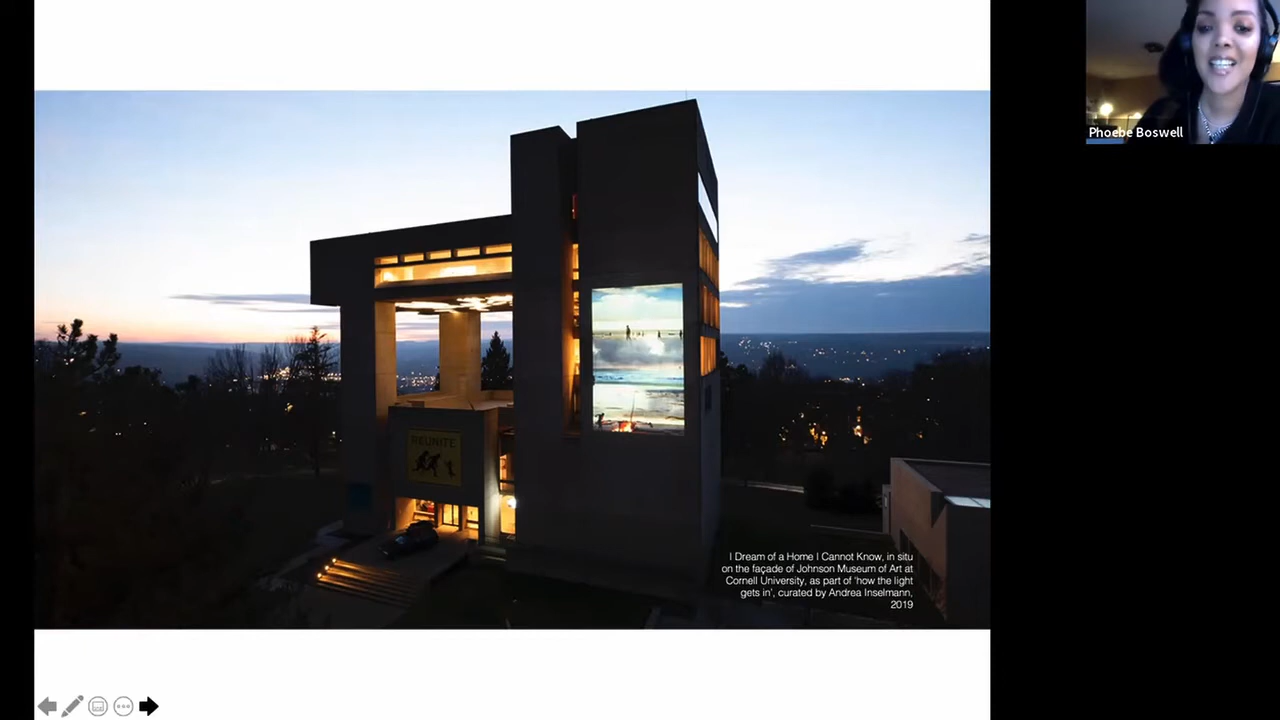 Phoebe Boswell
REUNITE
I Dream of a Home I Cannot Know, in situ
on the façade of Johnson Museum of Art at
Cornell University, as part of ‘how the light
gets in’, curated by Andrea Inselmann,
2019